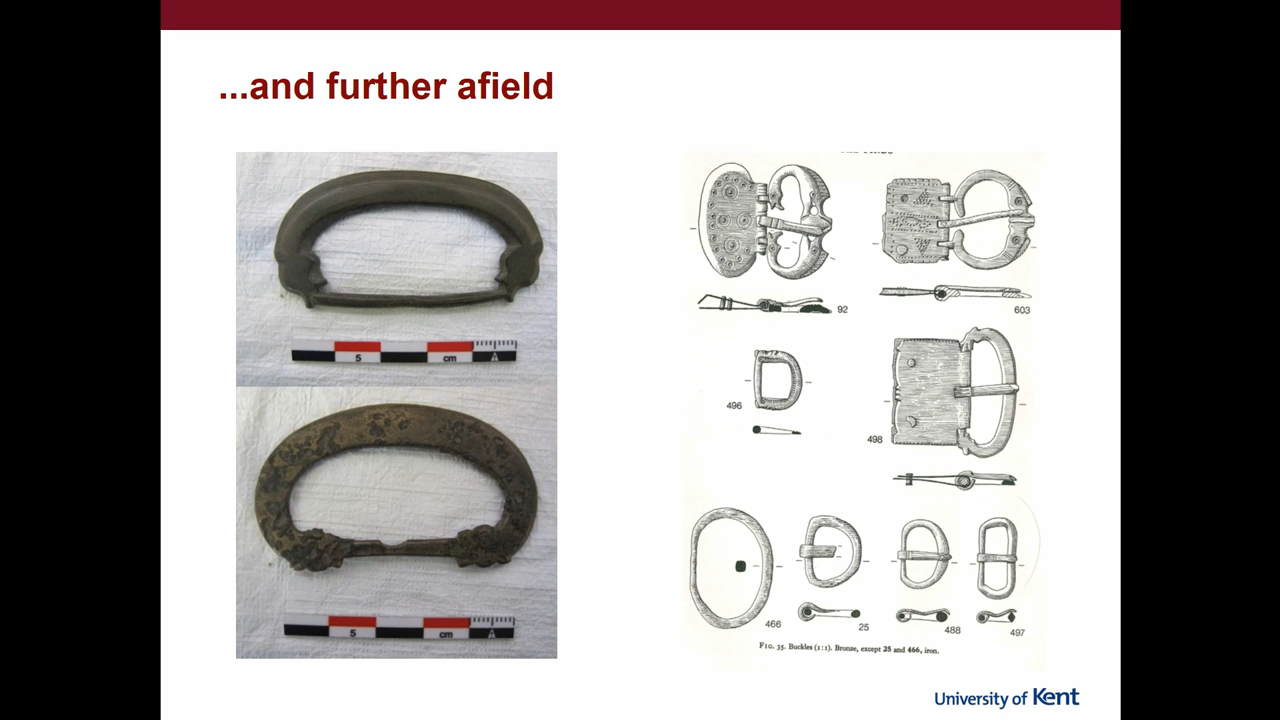 ...and further afield
5
cm
A
5
cm
A
92
603
496
498
466
25
488
497
FIG. 35. Buckles (1:1). Bronze, except 25 and 466, iron.
University of Kent